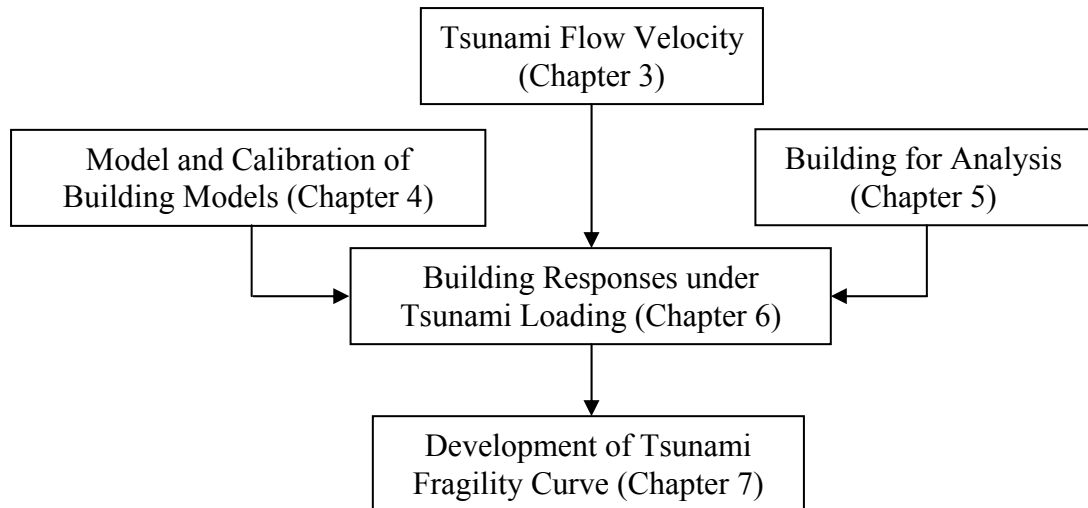 Tsunami Flow Velocity
(Chapter 3)
Model and Calibration of
Building Models (Chapter 4)
Building for Analysis
(Chapter 5)
Building Responses under
Tsunami Loading (Chapter 6)
Development of Tsunami
Fragility Curve (Chapter 7)